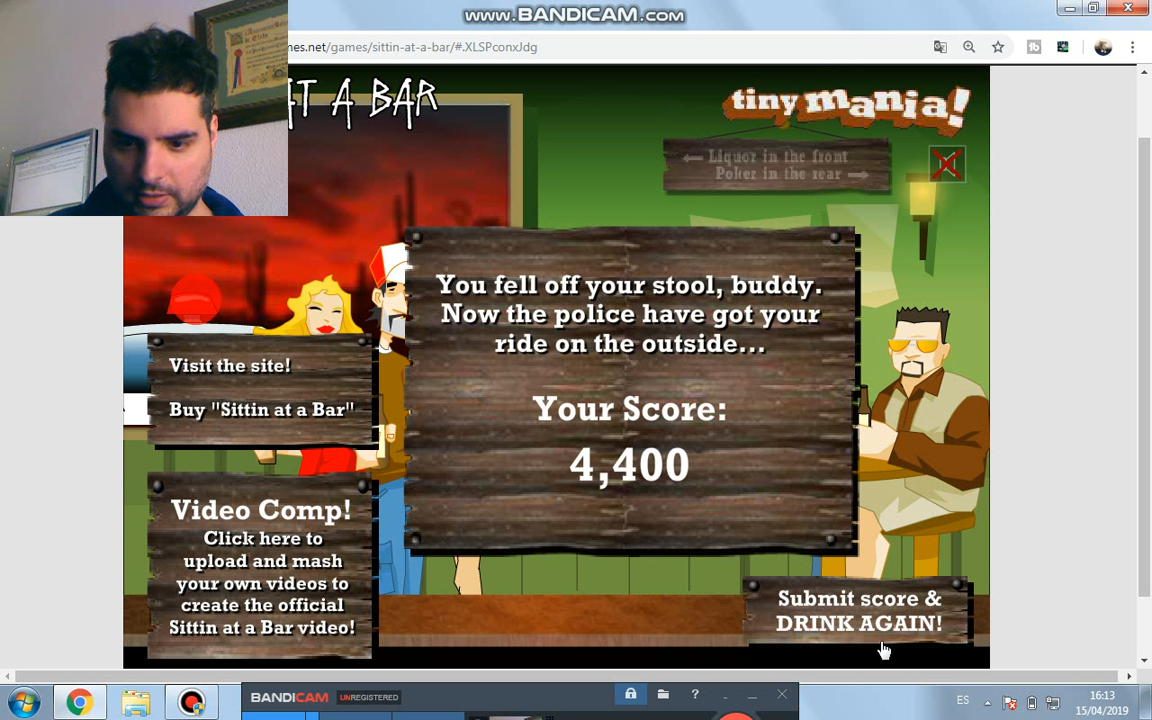 www.BANDICAM.com
mes.net/games/sittin-at-a-bar/#.XLSPconxJdg
AT A BAR
tiny mania!
← Liquor in the front
Poker in the rear →
You fell off your stool, buddy.
Now the police have got your
ride on the outside...
Your Score:
4,400
Visit the site!
Buy "Sittin at a Bar"
Video Comp!
Click here to
upload and mash
your own videos to
create the official
Sittin at a Bar video!
Submit score &
DRINK AGAIN!
BANDICAM UNREGISTERED
ES
16:13
15/04/2019